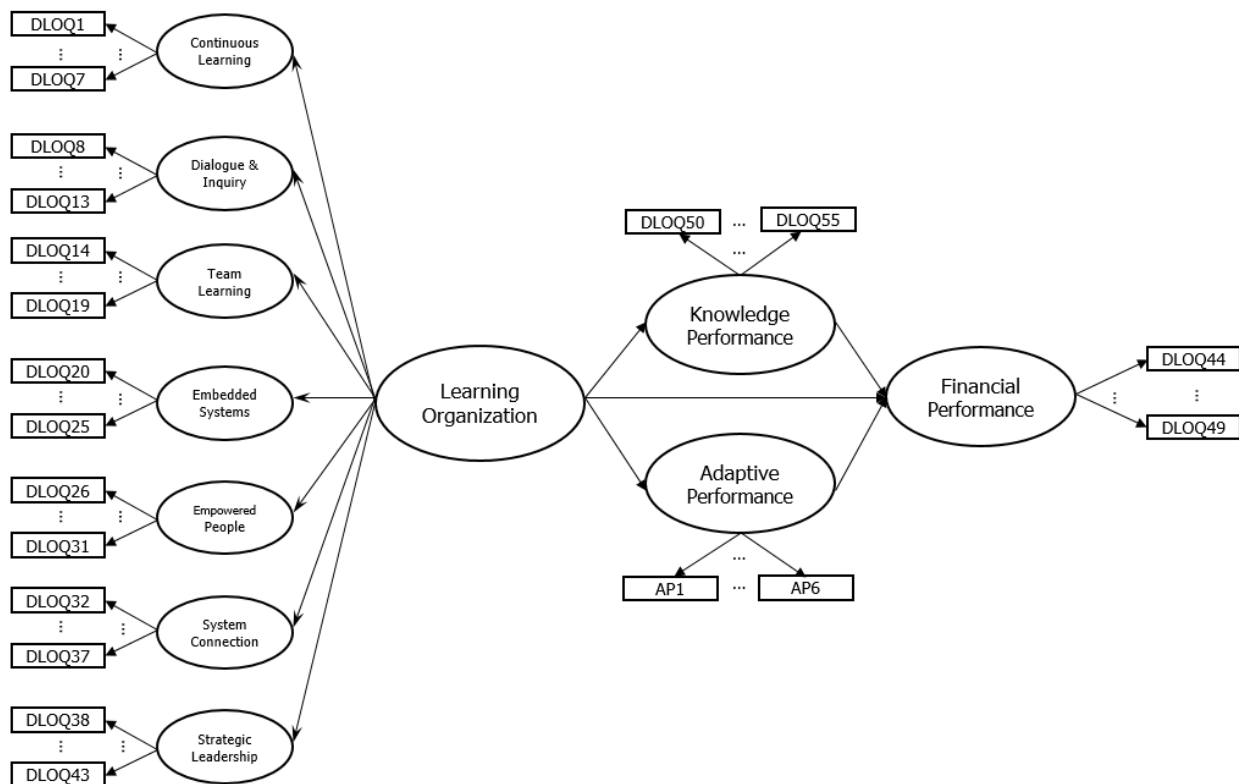 DLOQ1
⋮ ⋮
DLOQ7
Continuous
Learning
DLOQ8
⋮ ⋮
DLOQ13
Dialogue &
Inquiry
DLOQ14
⋮ ⋮
DLOQ19
Team
Learning
DLOQ20
⋮ ⋮
DLOQ25
Embedded
Systems
DLOQ26
⋮ ⋮
DLOQ31
Empowered
People
DLOQ32
⋮ ⋮
DLOQ37
System
Connection
DLOQ38
⋮ ⋮
DLOQ43
Strategic
Leadership
Learning
Organization
DLOQ50 ... DLOQ55
...
Knowledge
Performance
Adaptive
Performance
...
AP1 ... AP6
Financial
Performance
DLOQ44
⋮ ⋮
DLOQ49